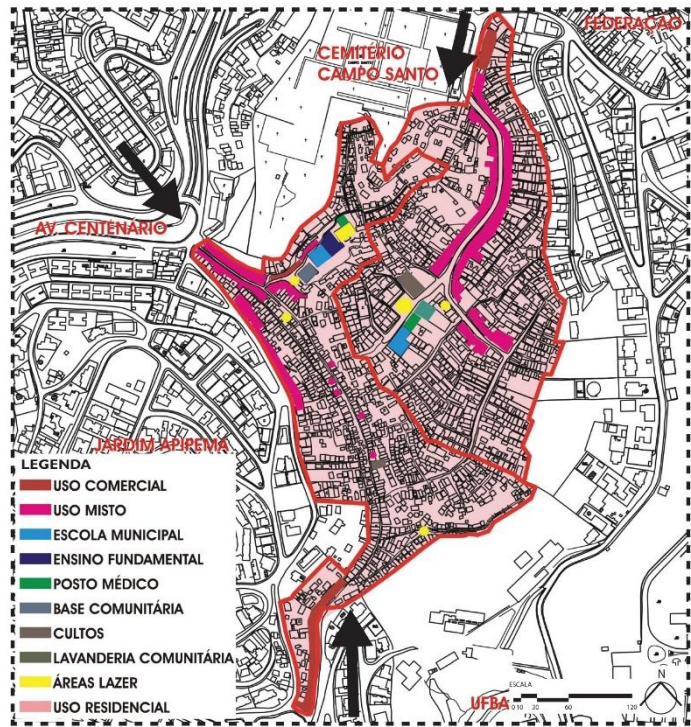 FEDERAÇAO
CEMITÉRIO
CAMPO SANTO
AV. CENTENÁRIO
JARDIM APIPEMA
LEGENDA
USO COMERCIAL
USO MISTO
ESCOLA MUNICIPAL
ENSINO FUNDAMENTAL
POSTO MÉDICO
BASE COMUNITÁRIA
CULTOS
LAVANDERIA COMUNITÁRIA
ÁREAS LAZER
USO RESIDENCIAL
UFBA
ESCALA
0 10 20 60 120
N